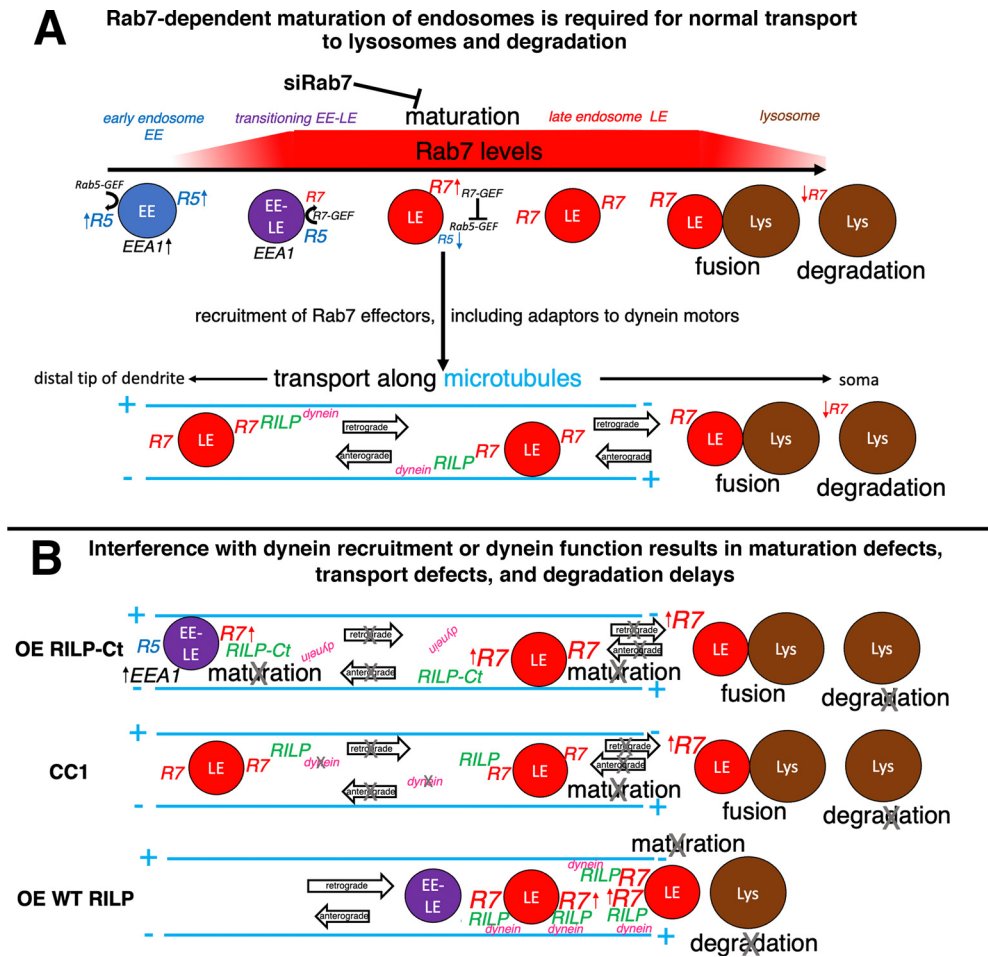 A
Rab7-dependent maturation of endosomes is required for normal transport
to lysosomes and degradation
siRab7
maturation
early endosome
EE
transitioning EE-LE
late endosome LE
lysosome
Rab7 levels
Rab5-GEF
↑R5
EE
R5↑
EEA1↑
EE-
LE
R7
R7-GEF
R5
EEA1
LE
R7↑
R7-GEF
Rab5-GEF
R5↓
R7
LE
R7
R7
LE
Lys
fusion
↓R7
Lys
degradation
recruitment of Rab7 effectors,
including adaptors to dynein motors
distal tip of dendrite
transport along microtubules
soma
+
-
R7
LE
R7
RILP
dynein
retrograde
anterograde
dynein
RILP
R7
LE
R7
retrograde
anterograde
-
+
R7
LE
Lys
fusion
↓R7
Lys
degradation
B
Interference with dynein recruitment or dynein function results in maturation defects,
transport defects, and degradation delays
OE RILP-Ct
+
-
R5
↑EEA1
EE-
LE
R7↑
RILP-Ct
dynein
maturation
retrograde
anterograde
dynein
RILP-Ct
↑R7
LE
R7
maturation
retrograde
anterograde
-
+
↑R7
LE
Lys
fusion
Lys
degradation
CC1
+
-
R7
LE
R7
RILP
dynein
retrograde
anterograde
dynein
RILP
R7
LE
R7
maturation
retrograde
anterograde
-
+
↑R7
LE
Lys
fusion
Lys
degradation
OE WT RILP
+
-
retrograde
anterograde
EE-
LE
R7
RILP
dynein
LE
R7↑
RILP
dynein
dynein
RILP
R7
↑R7
RILP
dynein
maturation
LE
Lys
-
+
degradation